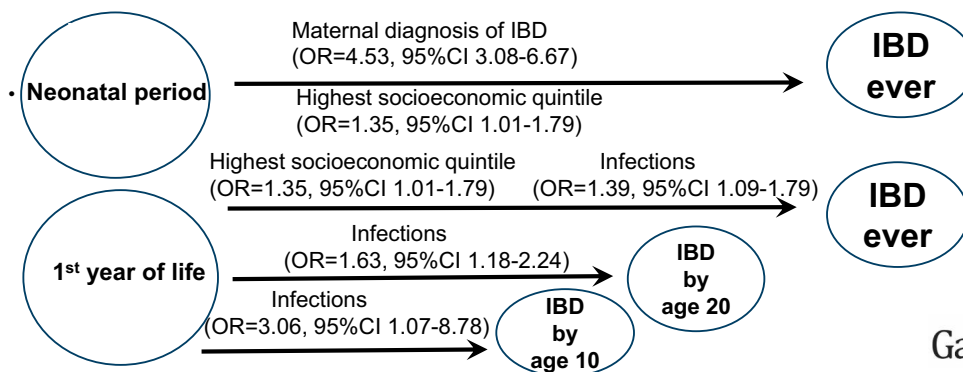 Maternal diagnosis of IBD
(OR=4.53, 95%CI 3.08-6.67)
IBD
ever
• Neonatal period
Highest socioeconomic quintile
(OR=1.35, 95%CI 1.01-1.79)
Highest socioeconomic quintile
(OR=1.35, 95%CI 1.01-1.79)
Infections
(OR=1.39, 95%CI 1.09-1.79)
IBD
ever
1st year of life
Infections
(OR=1.63, 95%CI 1.18-2.24)
IBD
by
age 20
Infections
(OR=3.06, 95%CI 1.07-8.78)
IBD
by
age 10
Ga